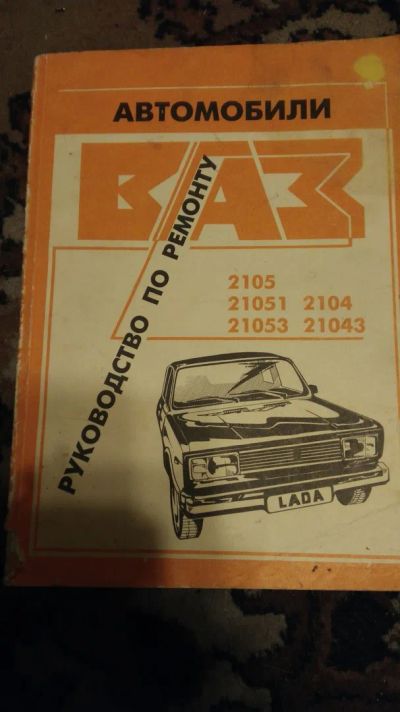 АВТОМОБИЛИ
ВАЗ
РУКОВОДСТВО ПО РЕМОНТУ
2105
21051 2104
21053 21043
LADA